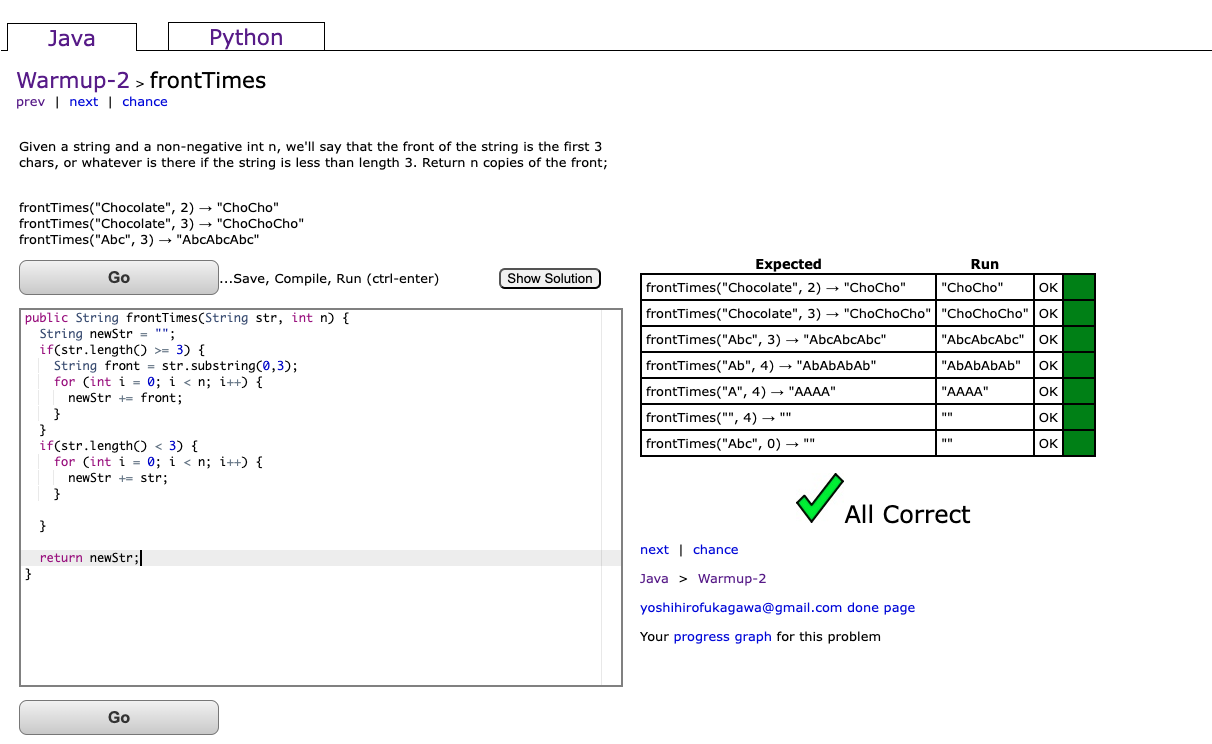 Java
Python
Warmup-2 > frontTimes
prev | next | chance
Given a string and a non-negative int n, we'll say that the front of the string is the first 3
chars, or whatever is there if the string is less than length 3. Return n copies of the front;
frontTimes("Chocolate", 2) → "ChoCho"
frontTimes("Chocolate", 3) → "ChoChoCho"
frontTimes("Abc", 3) → "AbcAbcAbc"
Go
...Save, Compile, Run (ctrl-enter)
Show Solution
public String frontTimes(String str, int n) {
  String newStr = "";
  if(str.length() >= 3) {
    String front = str.substring(0,3);
    for (int i = 0; i < n; i++) {
      newStr += front;
    }
  }
  if(str.length() < 3) {
    for (int i = 0; i < n; i++) {
      newStr += str;
    }
  }
  return newStr;
}
Go
Expected Run
frontTimes("Chocolate", 2) → "ChoCho" "ChoCho" OK
frontTimes("Chocolate", 3) → "ChoChoCho" "ChoChoCho" OK
frontTimes("Abc", 3) → "AbcAbcAbc" "AbcAbcAbc" OK
frontTimes("Ab", 4) → "AbAbAbAb" "AbAbAbAb" OK
frontTimes("A", 4) → "AAAA" "AAAA" OK
frontTimes("", 4) → "" "" OK
frontTimes("Abc", 0) → "" "" OK
All Correct
next | chance
Java > Warmup-2
yoshihirofukagawa@gmail.com done page
Your progress graph for this problem